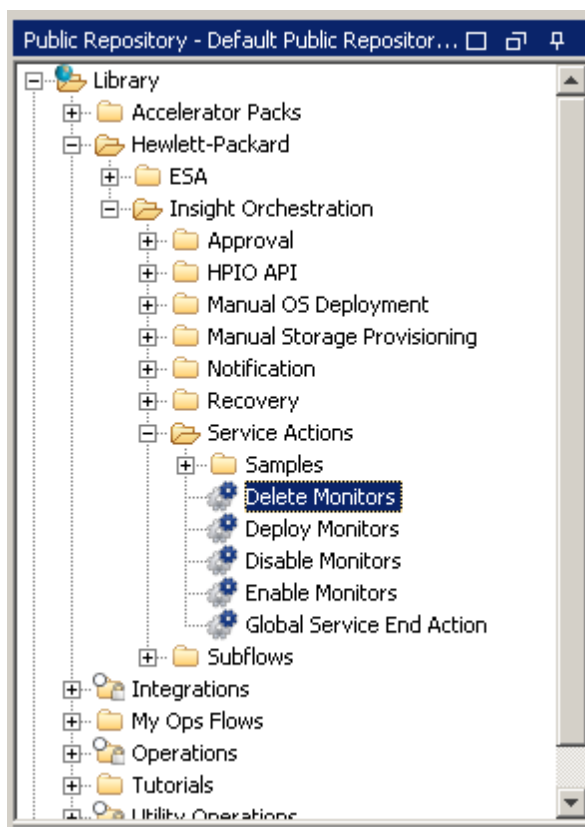 Public Repository - Default Public Repositor...
Library
Accelerator Packs
Hewlett-Packard
ESA
Insight Orchestration
Approval
HPIO API
Manual OS Deployment
Manual Storage Provisioning
Notification
Recovery
Service Actions
Samples
Delete Monitors
Deploy Monitors
Disable Monitors
Enable Monitors
Global Service End Action
Subflows
Integrations
My Ops Flows
Operations
Tutorials
Utility Operations